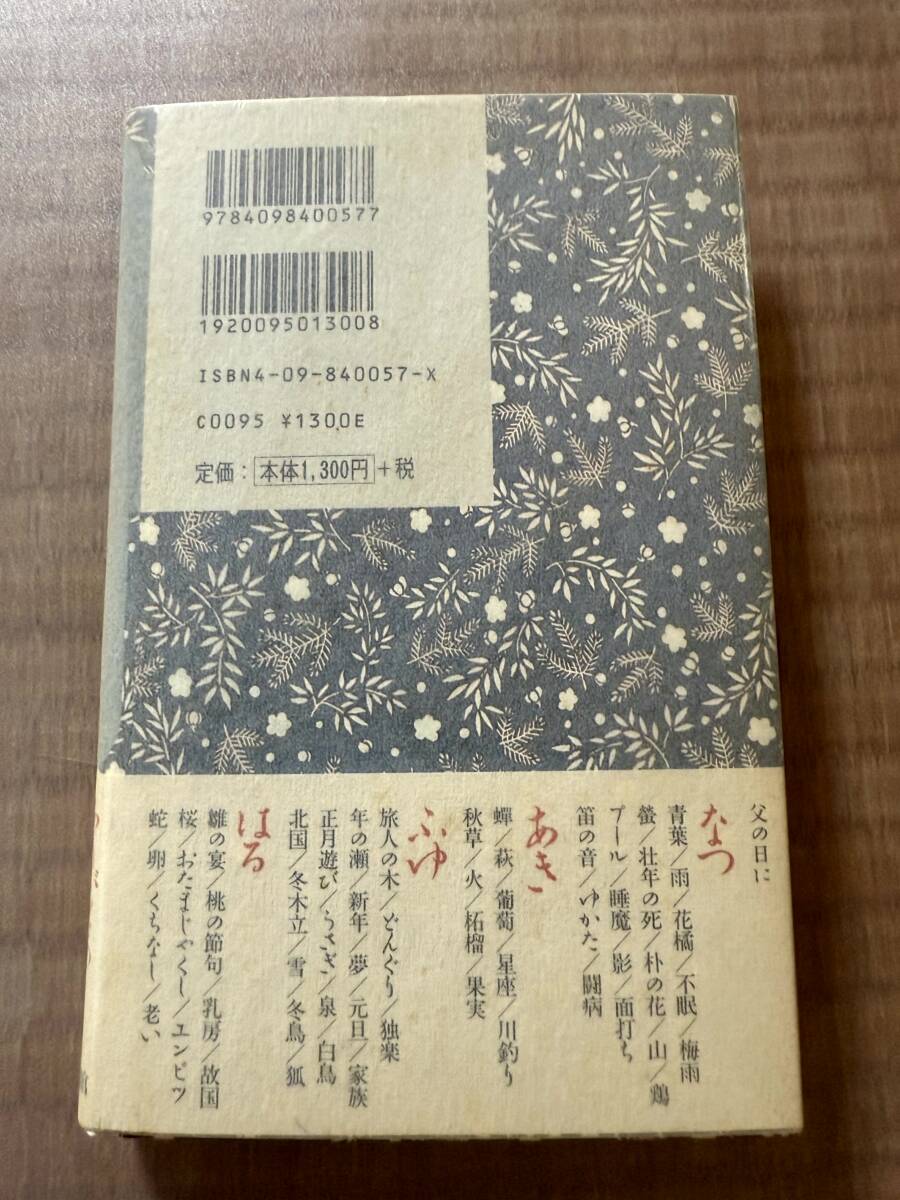 9784098400577
1920095013008
ISBN4-09-840057-X
C0095 ¥1300E
定価：本体1,300円＋税
父の日に
なつ
青葉／雨／花橘／不眠／梅雨
螢／壮年の死／朴の花／山／鶏
プール／睡魔／影／面打ち
笛の音／ゆかた／闘病
あき
蟬／萩／葡萄／星座／川釣り
秋草／火／柘榴／果実
ふゆ
旅人の木／どんぐり／独楽
年の瀬／新年／夢／元旦／家族
正月遊び／うさぎ／泉／白鳥
北国／冬木立／雪／冬鳥／狐
はる
雛の宴／桃の節句／乳房／故国
桜／おたまじゃくし／エンピツ
蛇／卵／くちなし／老い